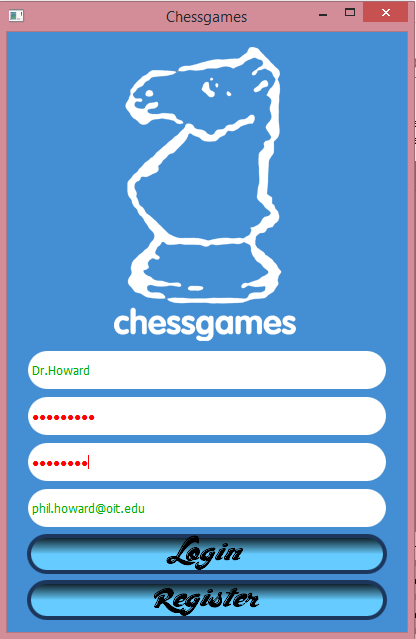 Chessgames
chessgames
Dr.Howard
•••••••••
••••••••
phil.howard@oit.edu
Login
Register